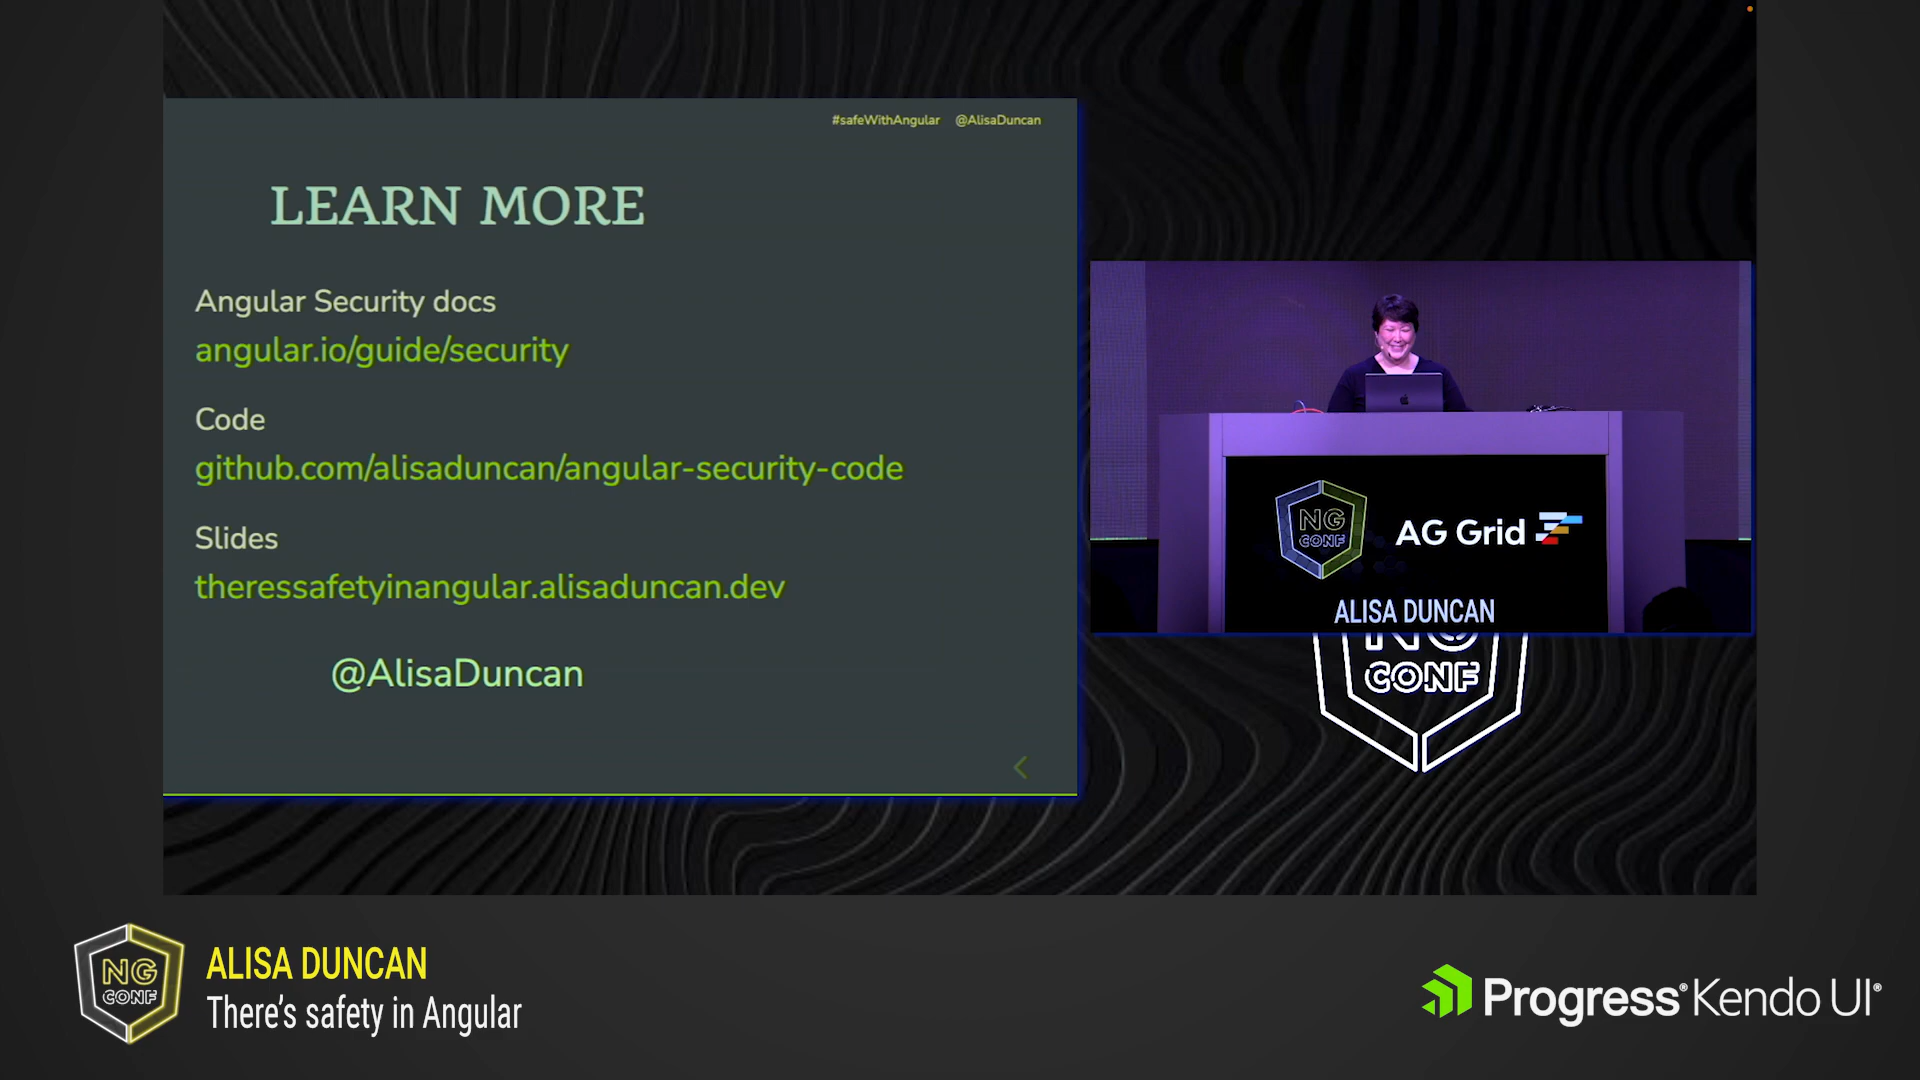 #safeWithAngular @AlisaDuncan
LEARN MORE
Angular Security docs
angular.io/guide/security
Code
github.com/alisaduncan/angular-security-code
Slides
theressafetyinangular.alisaduncan.dev
@AlisaDuncan
NG
CONF
AG Grid
ALISA DUNCAN
NG
CONF
NG
CONF
ALISA DUNCAN
There's safety in Angular
Progress® Kendo UI®